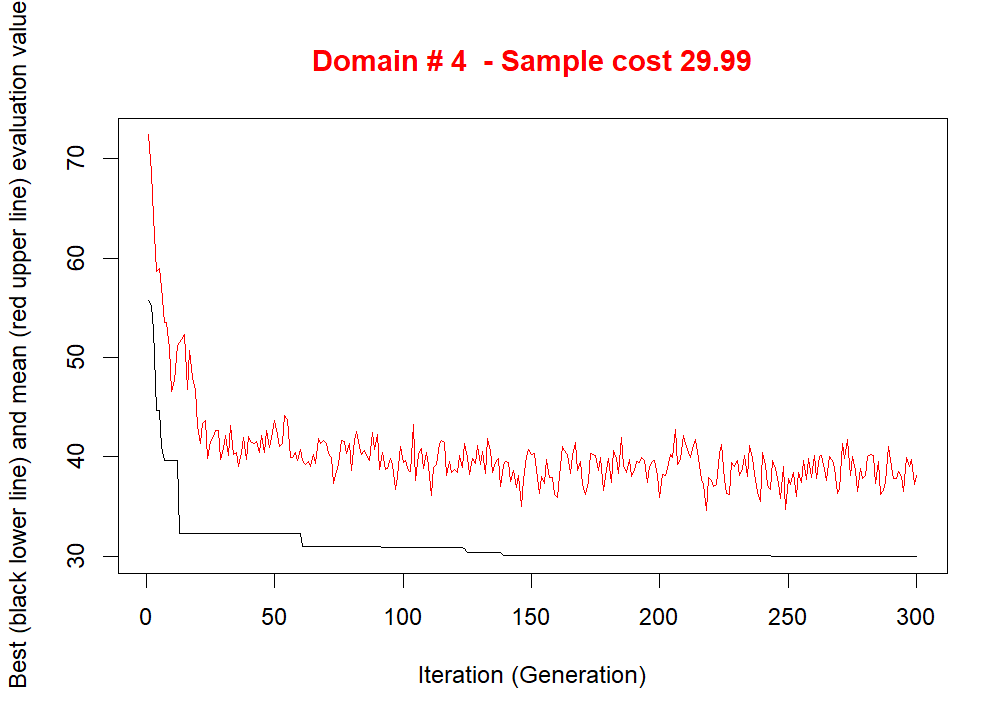 Domain # 4  - Sample cost 29.99
Best (black lower line) and mean (red upper line) evaluation value
70
60
50
40
30
0 50 100 150 200 250 300
Iteration (Generation)